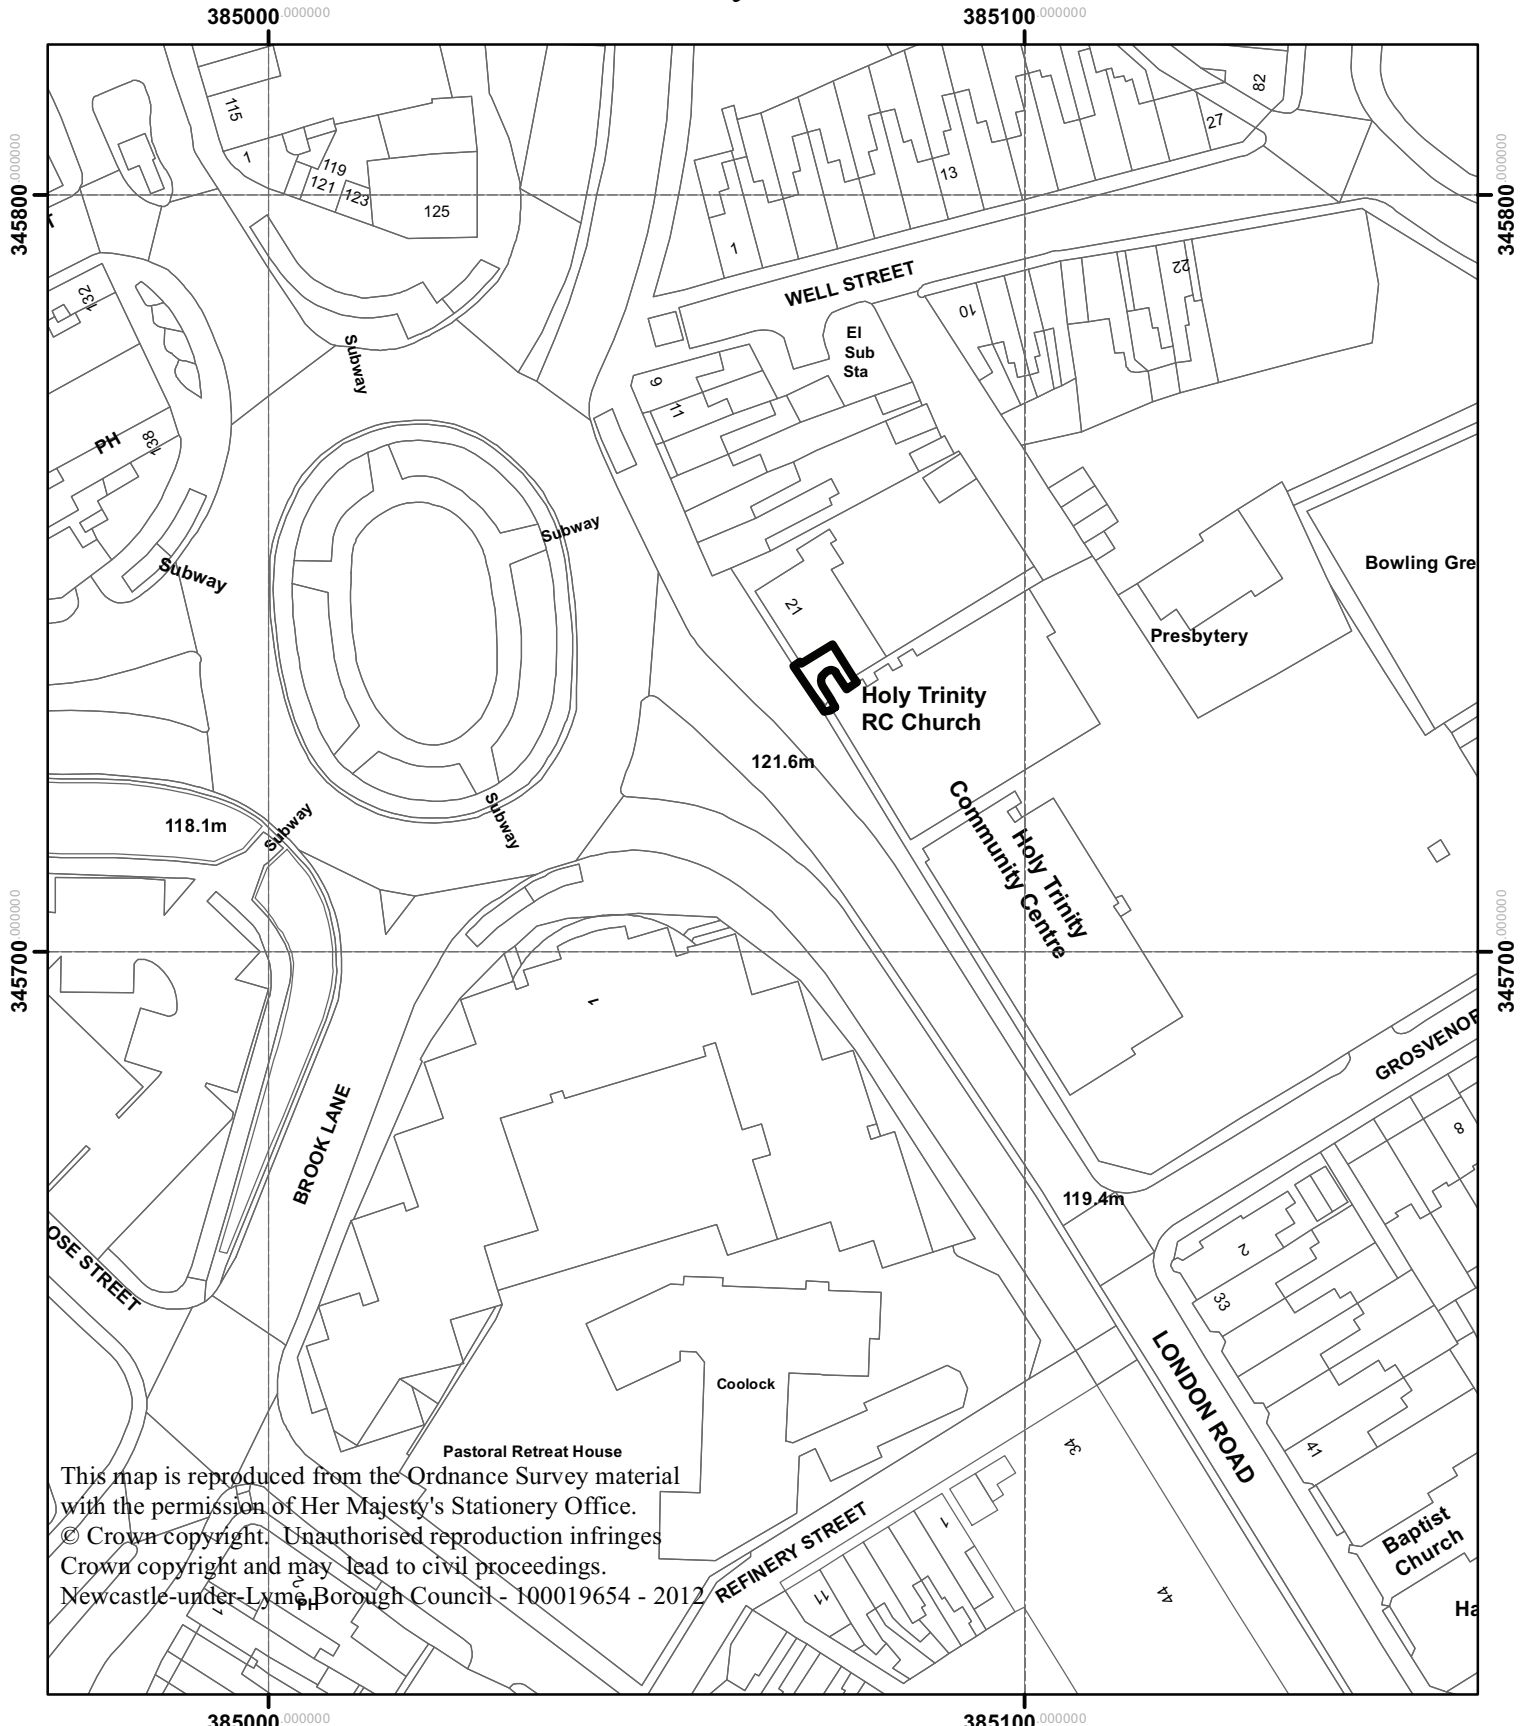 385000.000000
385100.000000
345800.000000
345800.000000
115
1
119
121
123
125
82
27
13
1
WELL STREET
22
10
El
Sub
Sta
132
Subway
9
11
PH
138
Subway
Subway
Bowling Gre
21
Presbytery
Holy Trinity
RC Church
121.6m
118.1m
Subway
Subway
Holy Trinity
Community Centre
345700.000000
345700.000000
1
GROSVENOR
BROOK LANE
8
119.4m
2
OSE STREET
33
LONDON ROAD
Coolock
34
41
Pastoral Retreat House
This map is reproduced from the Ordnance Survey material
with the permission of Her Majesty's Stationery Office.
© Crown copyright. Unauthorised reproduction infringes
Crown copyright and may lead to civil proceedings.
Newcastle-under-Lyme Borough Council - 100019654 - 2012
REFINERY STREET
1
11
44
Baptist
Church
Ha
PH
1
385000.000000
385100.000000